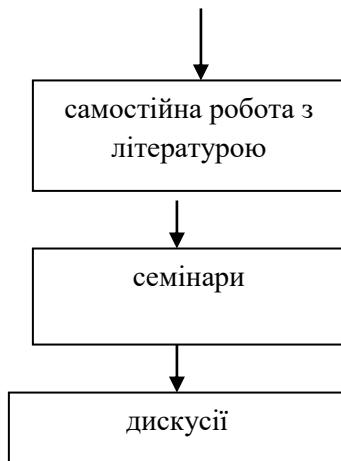 самостійна робота з
літературою
семінари
дискусії